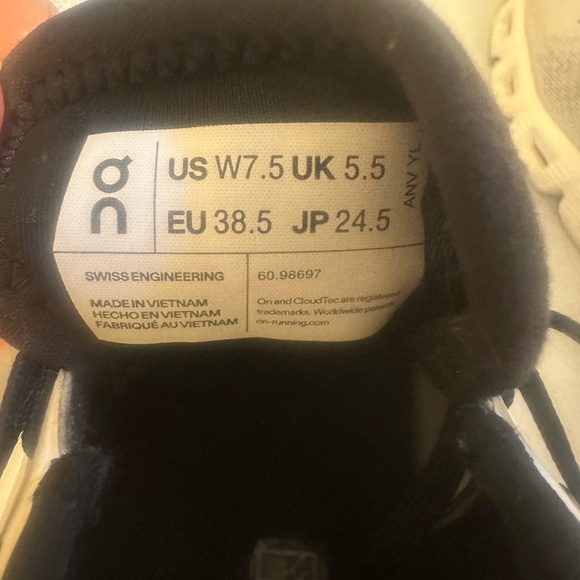 On
US W7.5 UK 5.5
EU 38.5 JP 24.5
ANV YL
SWISS ENGINEERING
60.98697
MADE IN VIETNAM
HECHO EN VIETNAM
FABRIQUÉ AU VIETNAM
On and CloudTec are registered
trademarks. Worldwide patents
on-running.com